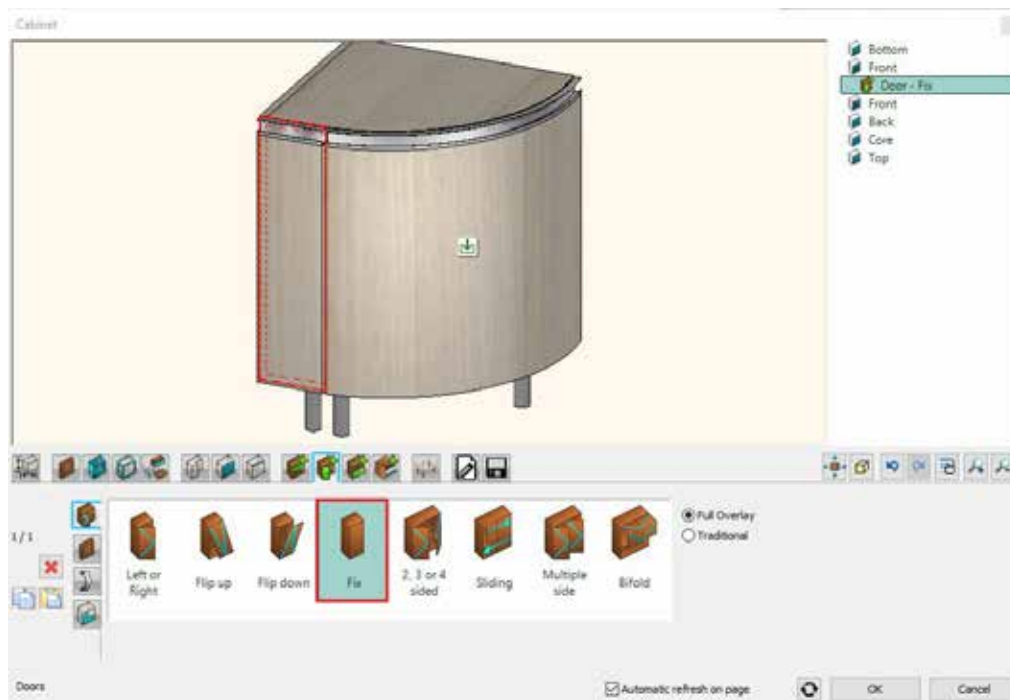 Cabinet
Bottom
Front
Door - Fix
Front
Back
Core
Top
1 / 1
Left or
Right
Flip up
Flip down
Fix
2, 3 or 4
sided
Sliding
Multiple
side
Bifold
Full Overlay
Traditional
Doors
Automatic refresh on page
OK
Cancel